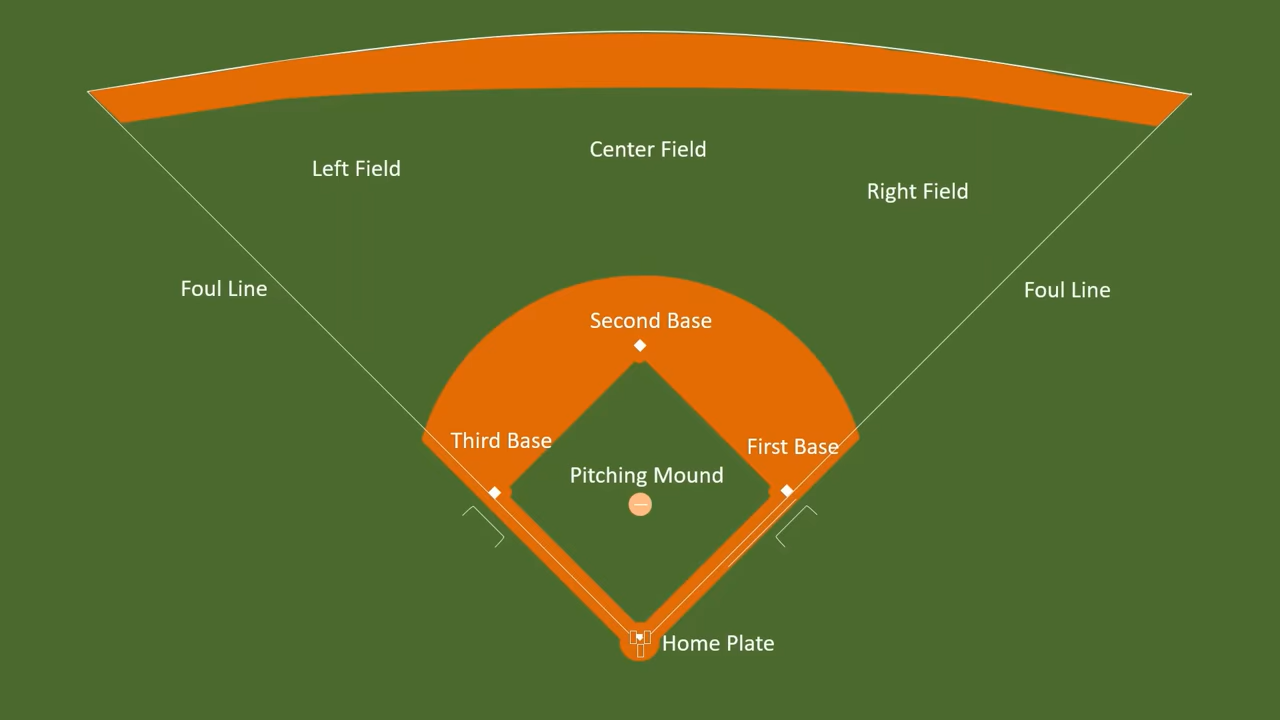 Center Field
Left Field
Right Field
Foul Line
Foul Line
Second Base
Third Base
First Base
Pitching Mound
Home Plate